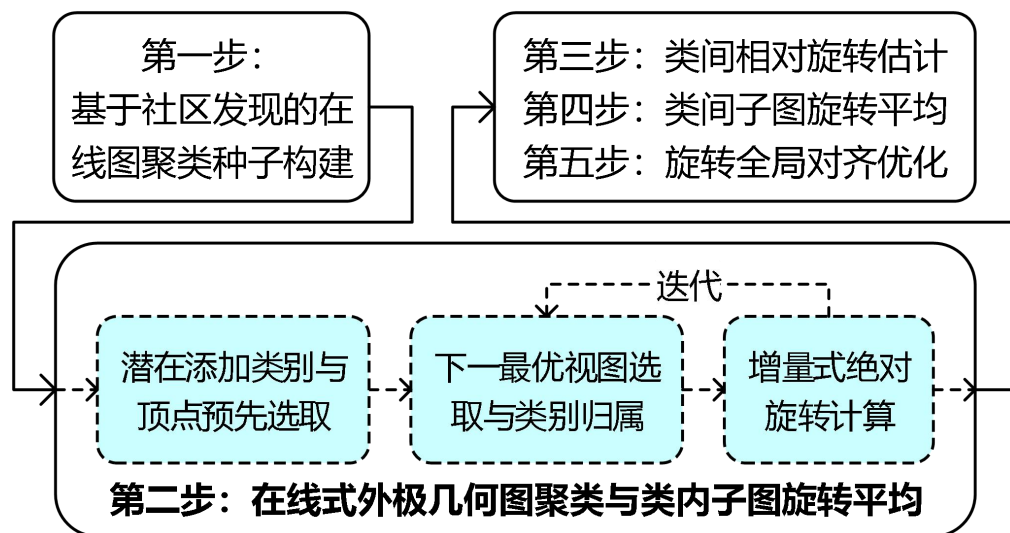 第一步：
基于社区发现的在
线图聚类种子构建
第三步：类间相对旋转估计
第四步：类间子图旋转平均
第五步：旋转全局对齐优化
迭代
潜在添加类别与
顶点预先选取
下一最优视图选
取与类别归属
增量式绝对
旋转计算
第二步：在线式外极几何图聚类与类内子图旋转平均